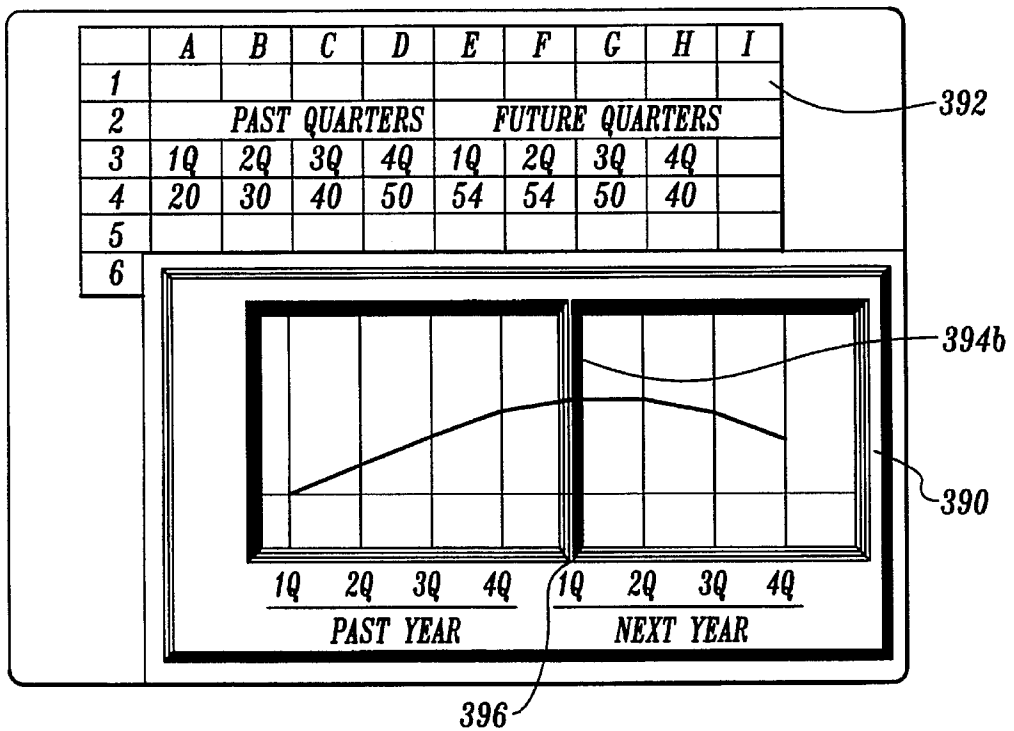 A B C D E F G H I
1
392
2 PAST QUARTERS FUTURE QUARTERS
3 1Q 2Q 3Q 4Q 1Q 2Q 3Q 4Q
4 20 30 40 50 54 54 50 40
5
6
394b
390
1Q 2Q 3Q 4Q 1Q 2Q 3Q 4Q
PAST YEAR NEXT YEAR
396